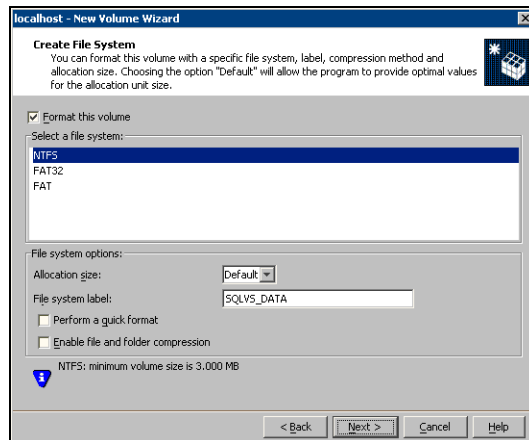 localhost - New Volume Wizard
Create File System
You can format this volume with a specific file system, label, compression method and
allocation size. Choosing the option "Default" will allow the program to provide optimal values
for the allocation unit size.
Format this volume
Select a file system:
NTFS
FAT32
FAT
File system options:
Allocation size:
Default
File system label:
SQLVS_DATA
Perform a quick format
Enable file and folder compression
NTFS: minimum volume size is 3.000 MB
< Back
Next >
Cancel
Help